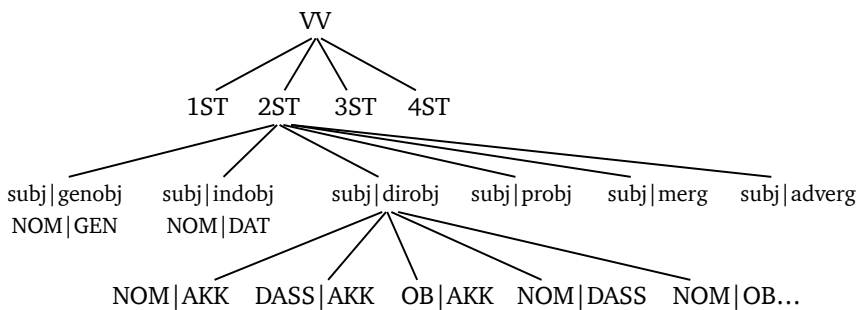 VV
1ST 2ST 3ST 4ST
subj|genobj subj|indobj subj|dirobj subj|probj subj|merg subj|adverg
NOM|GEN NOM|DAT
NOM|AKK DASS|AKK OB|AKK NOM|DASS NOM|OB...